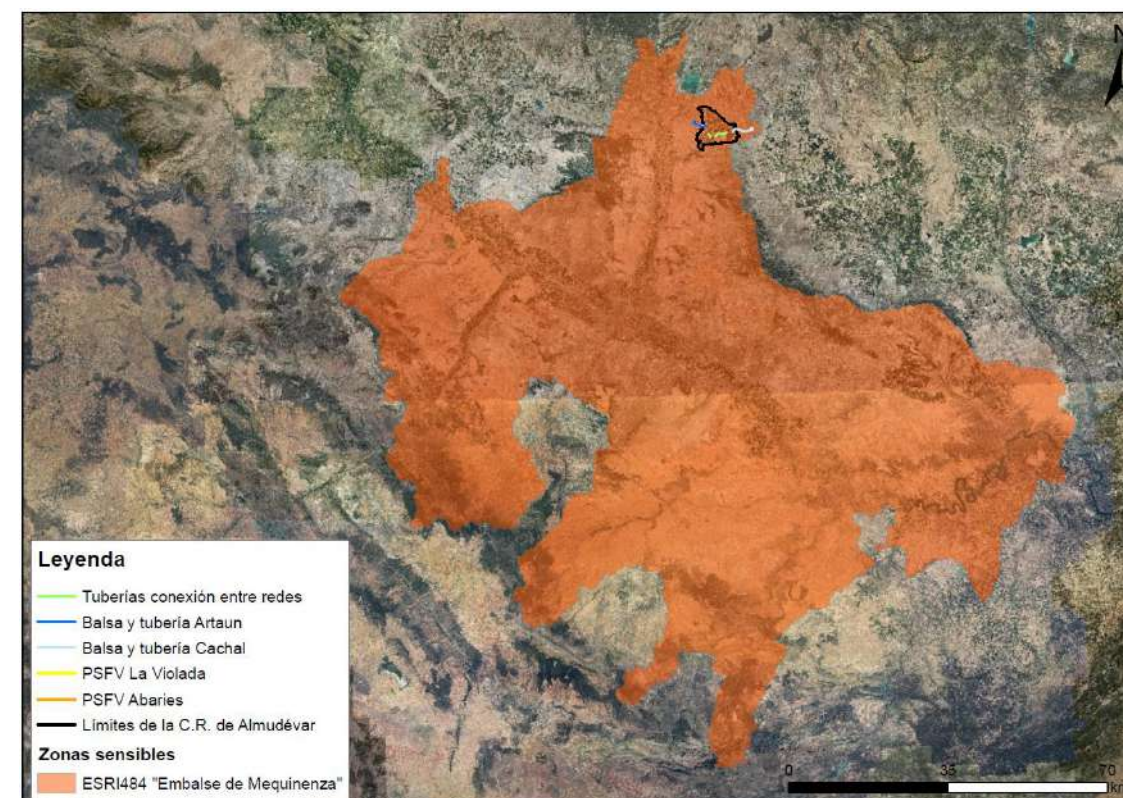 N
Leyenda
Tuberías conexión entre redes
Balsa y tubería Artaun
Balsa y tubería Cachal
PSFV La Violada
PSFV Abaries
Límites de la C.R. de Almudévar
Zonas sensibles
ESRI484 "Embalse de Mequinenza"
0 35 70
km